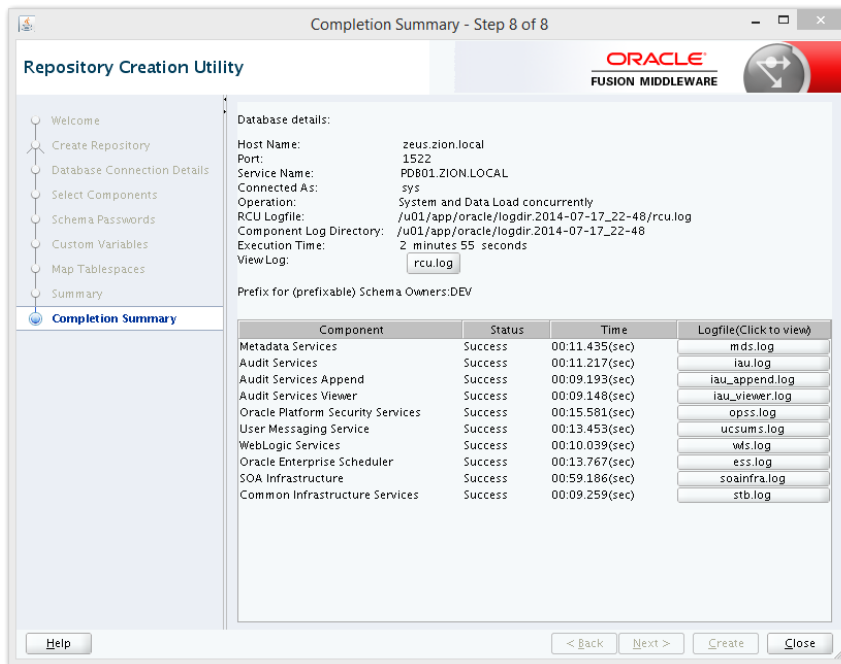 Completion Summary - Step 8 of 8
Repository Creation Utility
ORACLE
FUSION MIDDLEWARE
Welcome
Create Repository
Database Connection Details
Select Components
Schema Passwords
Custom Variables
Map Tablespaces
Summary
Completion Summary
Database details:
Host Name: zeus.zion.local
Port: 1522
Service Name: PDB01.ZION.LOCAL
Connected As: sys
Operation: System and Data Load concurrently
RCU Logfile: /u01/app/oracle/logdir.2014-07-17_22-48/rcu.log
Component Log Directory: /u01/app/oracle/logdir.2014-07-17_22-48
Execution Time: 2 minutes 55 seconds
View Log: rcu.log
Prefix for (prefixable) Schema Owners:DEV
Component Status Time Logfile(Click to view)
Metadata Services Success 00:11.435(sec) mds.log
Audit Services Success 00:11.217(sec) iau.log
Audit Services Append Success 00:09.193(sec) iau_append.log
Audit Services Viewer Success 00:09.148(sec) iau_viewer.log
Oracle Platform Security Services Success 00:15.581(sec) opss.log
User Messaging Service Success 00:13.453(sec) ucsums.log
WebLogic Services Success 00:10.039(sec) wls.log
Oracle Enterprise Scheduler Success 00:13.767(sec) ess.log
SOA Infrastructure Success 00:59.186(sec) soainfra.log
Common Infrastructure Services Success 00:09.259(sec) stb.log
Help < Back Next > Create Close